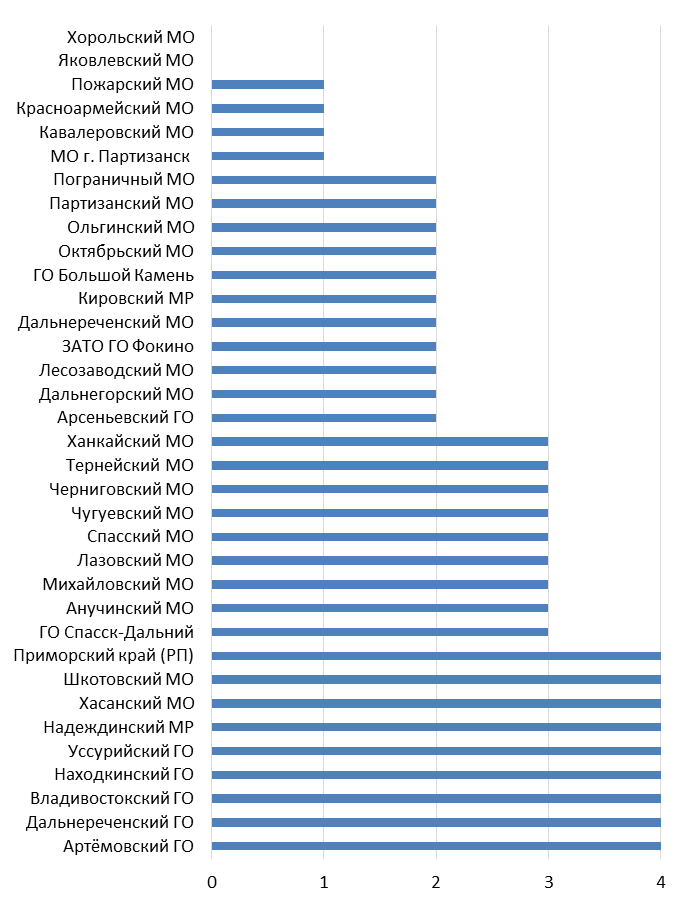 Хорольский МО
Яковлевский МО
Пожарский МО
Красноармейский МО
Кавалеровский МО
МО г. Партизанск
Пограничный МО
Партизанский МО
Ольгинский МО
Октябрьский МО
ГО Большой Камень
Кировский МР
Дальнереченский МО
ЗАТО ГО Фокино
Лесозаводский МО
Дальнегорский МО
Арсеньевский ГО
Ханкайский МО
Тернейский МО
Черниговский МО
Чугуевский МО
Спасский МО
Лазовский МО
Михайловский МО
Анучинский МО
ГО Спасск-Дальний
Приморский край (РП)
Шкотовский МО
Хасанский МО
Надеждинский МР
Уссурийский ГО
Находкинский ГО
Владивостокский ГО
Дальнереченский ГО
Артёмовский ГО
0 1 2 3 4